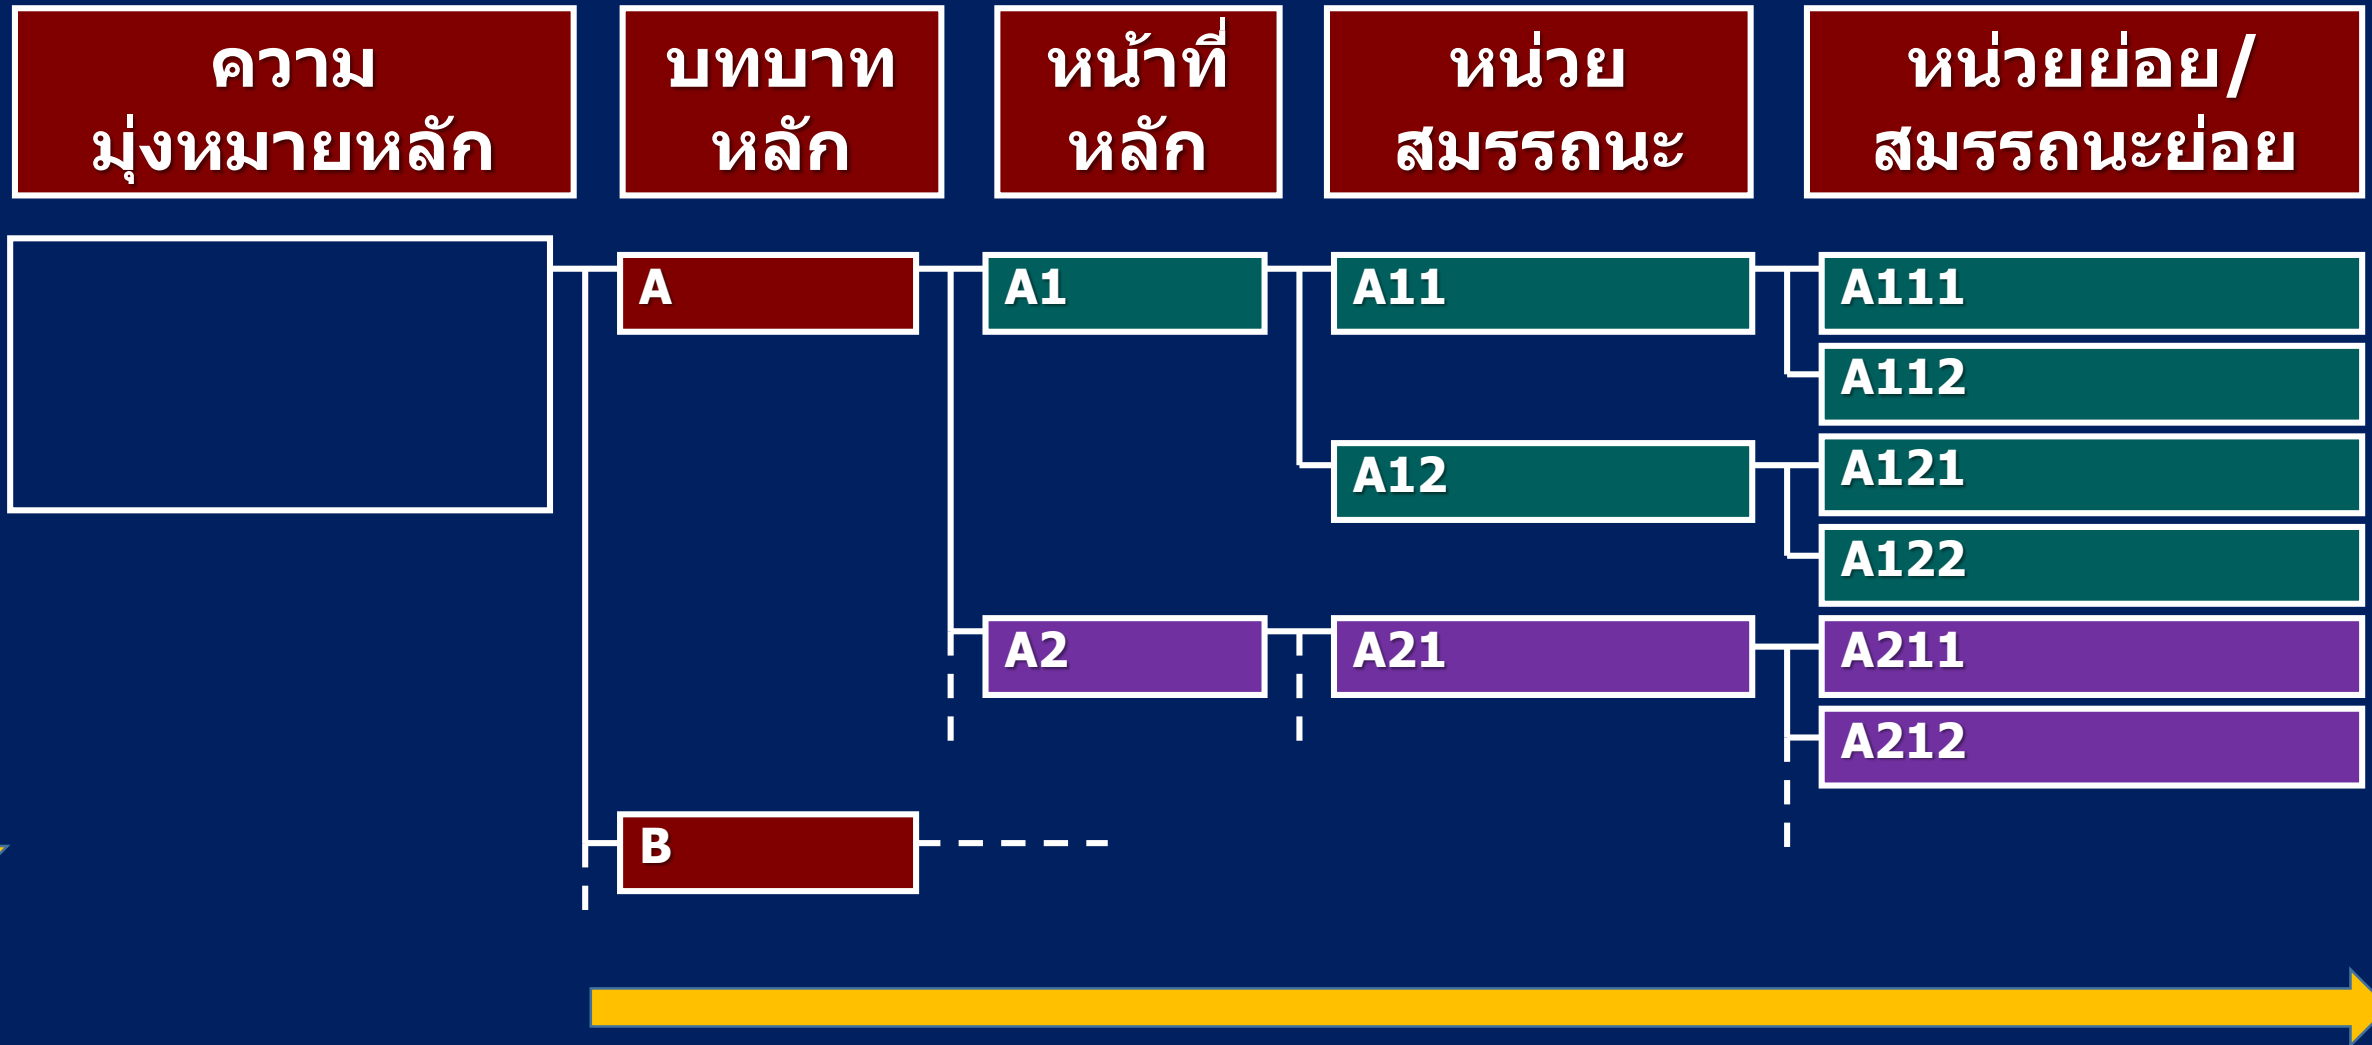 ความ
มุ่งหมายหลัก
บทบาท
หลัก
หน้าที่
หลัก
หน่วย
สมรรถนะ
หน่วยย่อย/
สมรรถนะย่อย
A
A1
A11
A111
A112
A12
A121
A122
A2
A21
A211
A212
B